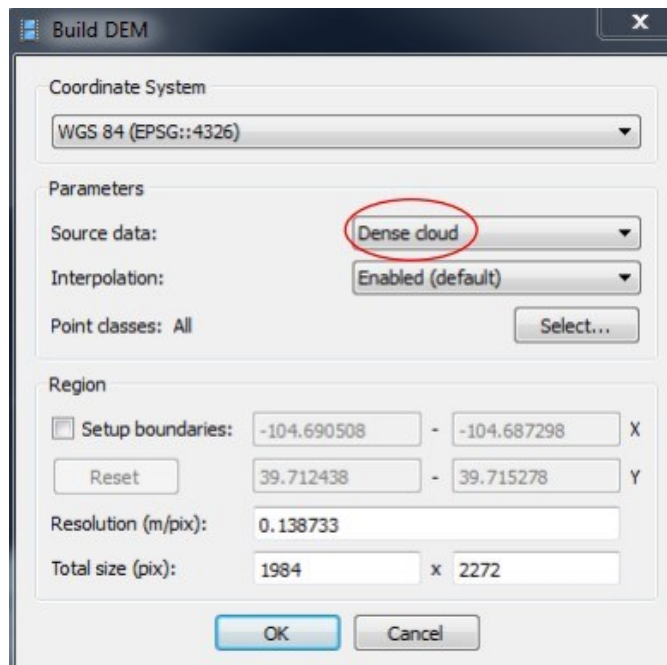 Build DEM
Coordinate System
WGS 84 (EPSG::4326)
Parameters
Source data: Dense cloud
Interpolation: Enabled (default)
Point classes: All Select...
Region
Setup boundaries: -104.690508 - -104.687298 X
Reset 39.712438 - 39.715278 Y
Resolution (m/pix): 0.138733
Total size (pix): 1984 x 2272
OK Cancel